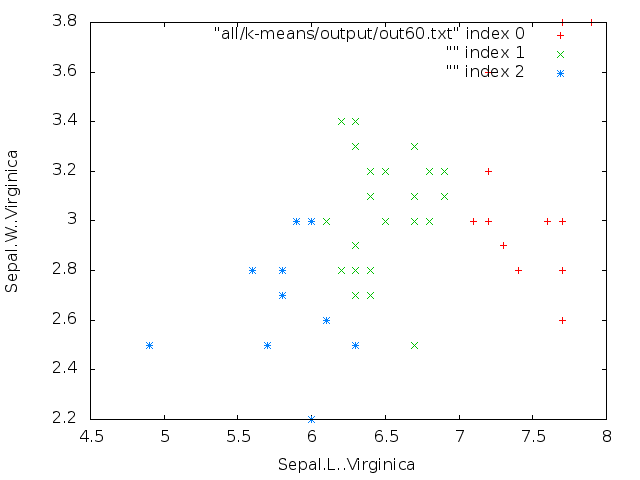 3.8
"all/k-means/output/out60.txt" index 0
"" index 1
3.6
"" index 2
3.4
3.2
Sepal.W..Virginica
3
2.8
2.6
2.4
2.2
4.5 5 5.5 6 6.5 7 7.5 8
Sepal.L..Virginica